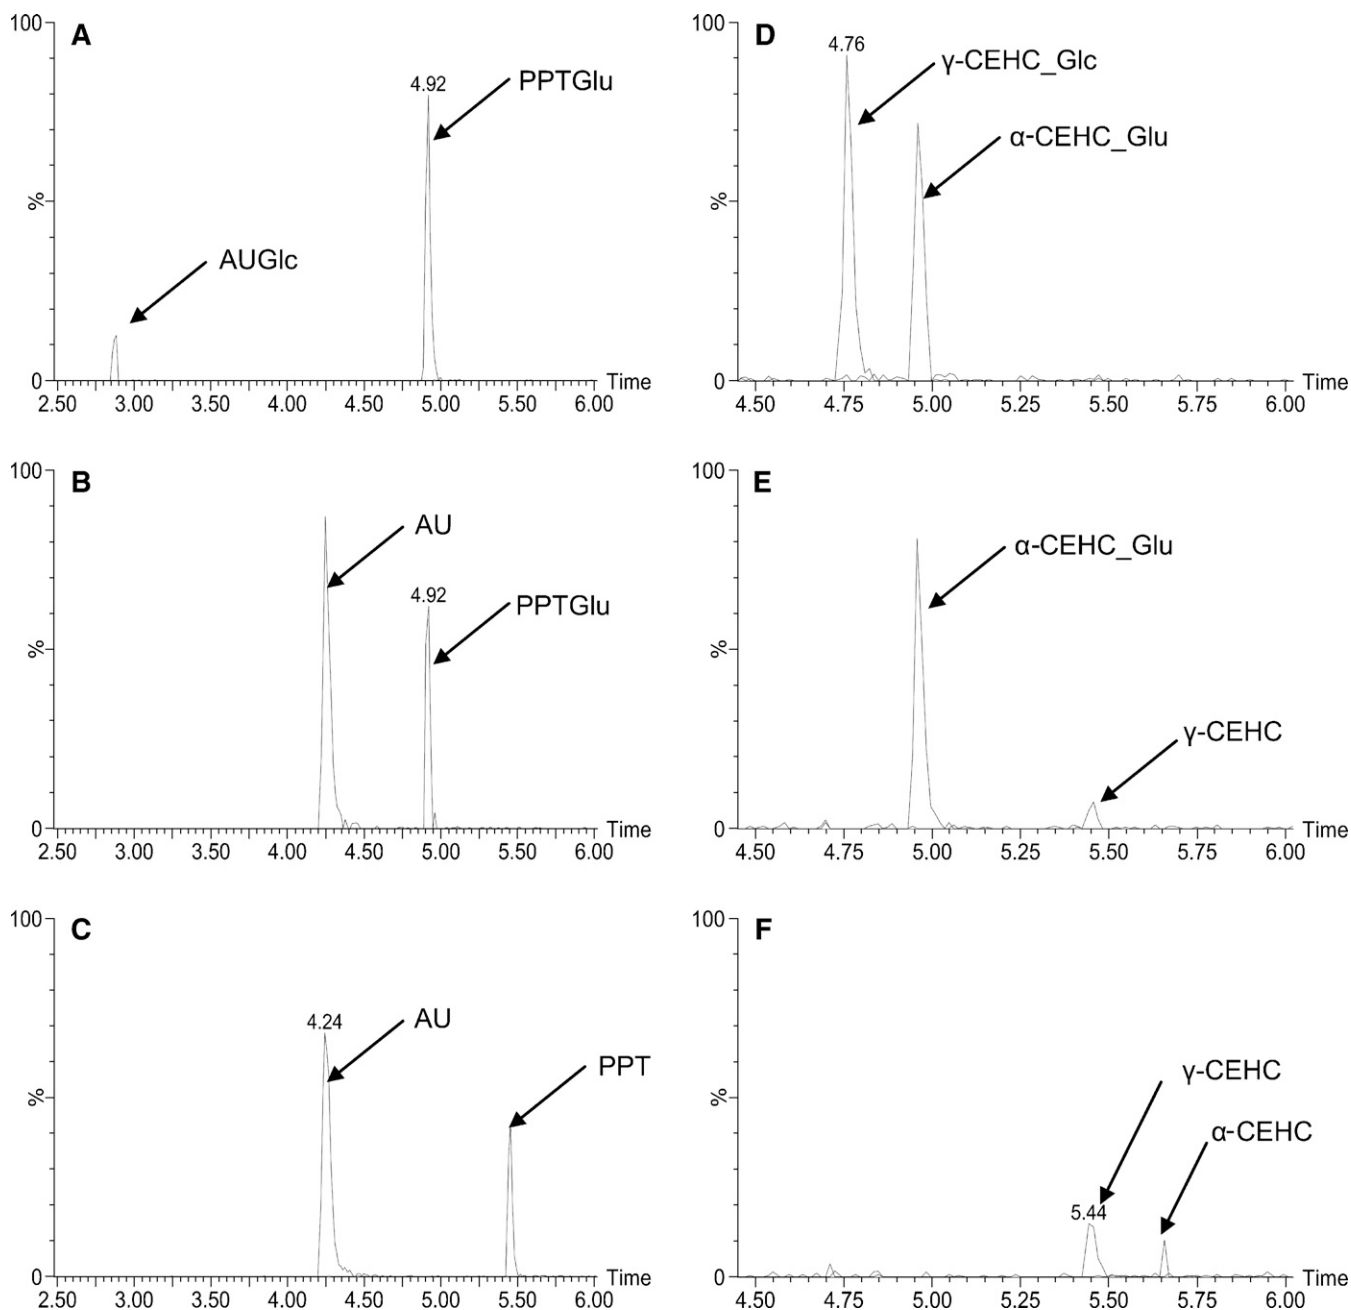 100
A
4.92
PPTGlu
%
AUGlc
0
Time
2.50 3.00 3.50 4.00 4.50 5.00 5.50 6.00
100
D
4.76
γ-CEHC_Glc
α-CEHC_Glu
%
0
Time
4.50 4.75 5.00 5.25 5.50 5.75 6.00
100
B
AU
4.92
PPTGlu
%
0
Time
2.50 3.00 3.50 4.00 4.50 5.00 5.50 6.00
100
E
α-CEHC_Glu
%
γ-CEHC
0
Time
4.50 4.75 5.00 5.25 5.50 5.75 6.00
100
C
4.24
AU
PPT
%
0
Time
2.50 3.00 3.50 4.00 4.50 5.00 5.50 6.00
100
F
γ-CEHC
%
α-CEHC
5.44
0
Time
4.50 4.75 5.00 5.25 5.50 5.75 6.00